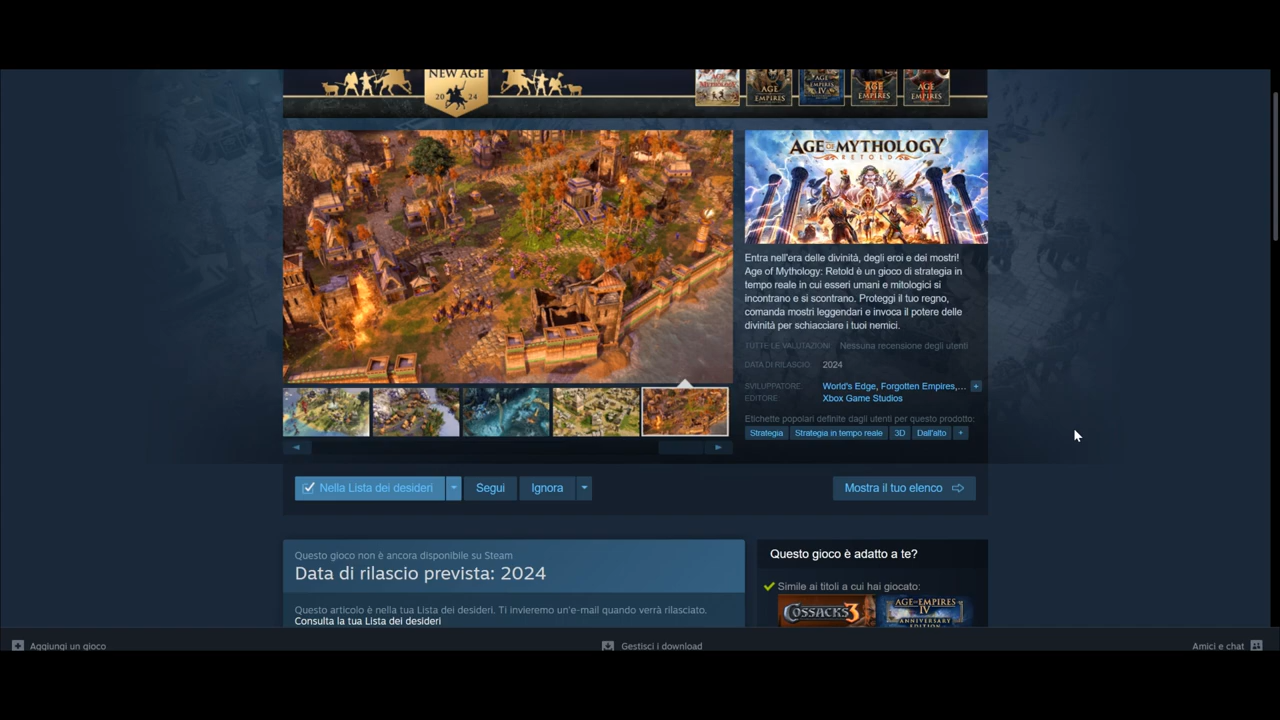 NEW AGE
20 24
AGE OF MYTHOLOGY
RETOLD
Entra nell'era delle divinità, degli eroi e dei mostri!
Age of Mythology: Retold è un gioco di strategia in
tempo reale in cui esseri umani e mitologici si
incontrano e si scontrano. Proteggi il tuo regno,
comanda mostri leggendari e invoca il potere delle
divinità per schiacciare i tuoi nemici.
TUTTE LE VALUTAZIONI: Nessuna recensione degli utenti
DATA DI RILASCIO: 2024
SVILUPPATORE: World's Edge, Forgotten Empires,... +
EDITORE: Xbox Game Studios
Etichette popolari definite dagli utenti per questo prodotto:
Strategia Strategia in tempo reale 3D Dall'alto +
Nella Lista dei desideri Segui Ignora Mostra il tuo elenco
Questo gioco non è ancora disponibile su Steam
Data di rilascio prevista: 2024
Questo articolo è nella tua Lista dei desideri. Ti invieremo un'e-mail quando verrà rilasciato.
Consulta la tua Lista dei desideri
Questo gioco è adatto a te?
Simile ai titoli a cui hai giocato:
COSSACKS 3
AGE OF EMPIRES
IV
ANNIVERSARY
EDITION
Aggiungi un gioco Gestisci i download Amici e chat